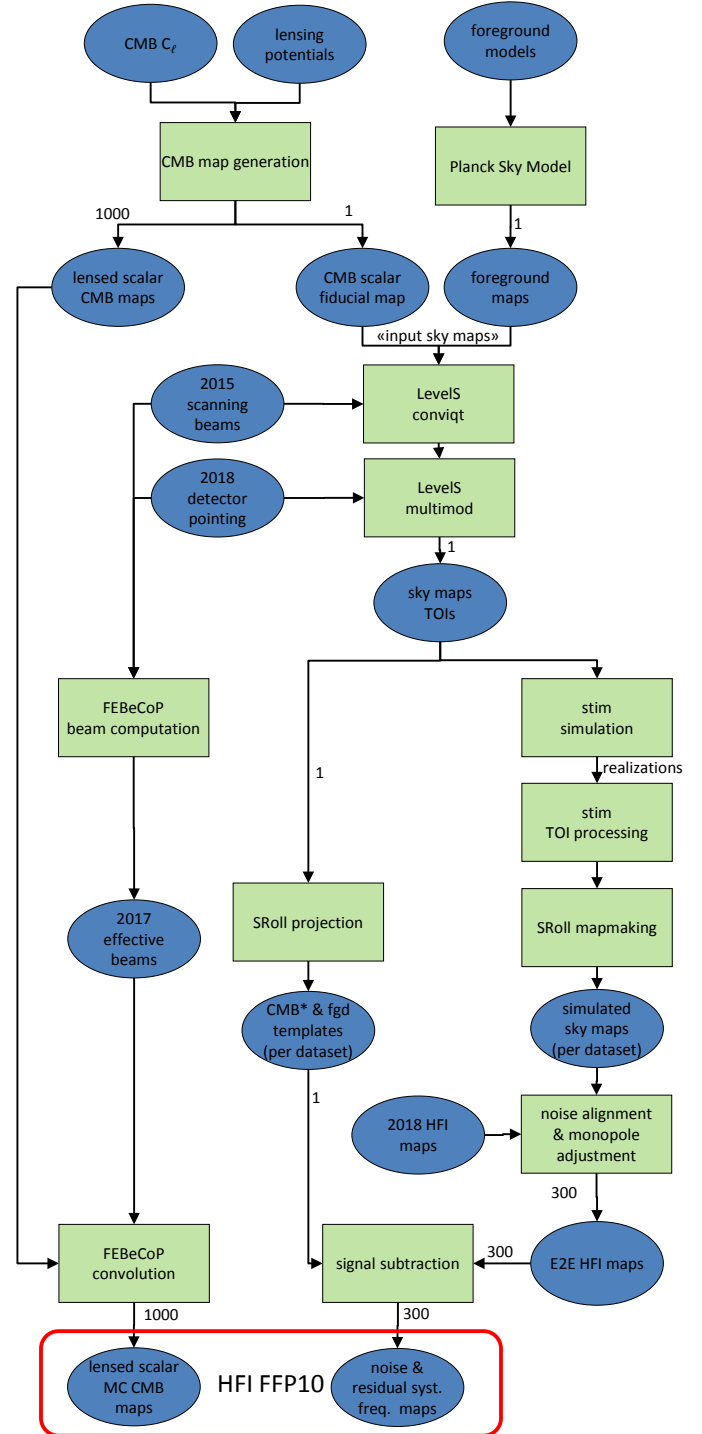 CMB Cℓ
lensing
potentials
foreground
models
CMB map generation
Planck Sky Model
1000
1
1
lensed scalar
CMB maps
CMB scalar
fiducial map
foreground
maps
«input sky maps»
2015
scanning
beams
LevelS
conviqt
2018
detector
pointing
LevelS
multimod
1
sky maps
TOIs
FEBeCoP
beam computation
stim
simulation
1
realizations
stim
TOI processing
2017
effective
beams
SRoll projection
SRoll mapmaking
CMB* & fgd
templates
(per dataset)
simulated
sky maps
(per dataset)
1
2018 HFI
maps
noise alignment
& monopole
adjustment
300
FEBeCoP
convolution
signal subtraction
300
E2E HFI maps
1000
300
lensed scalar
MC CMB
maps
HFI FFP10
noise &
residual syst.
freq. maps